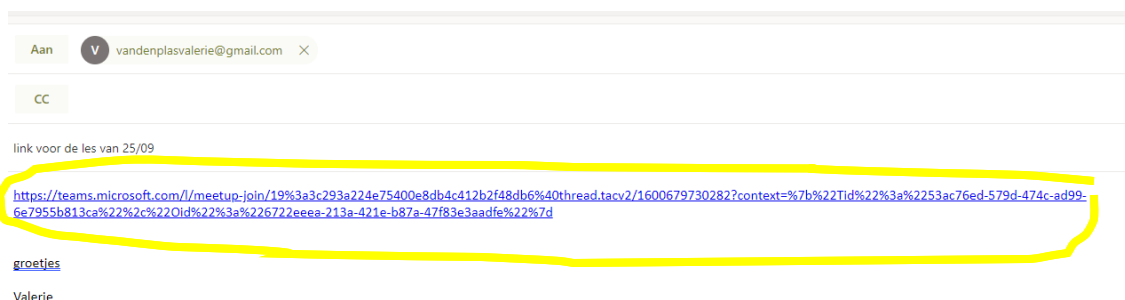 Aan V vandenplasvalerie@gmail.com
CC
link voor de les van 25/09
https://teams.microsoft.com/l/meetup-join/19%3a3c293a224e75400e8db4c412b2f48db6%40thread.tacv2/1600679730282?context=%7b%22Tid%22%3a%2253ac76ed-579d-474c-ad99-
6e7955b813ca%22%2c%22Oid%22%3a%226722eeea-213a-421e-b87a-47f83e3aadfe%22%7d
groetjes
Valerie